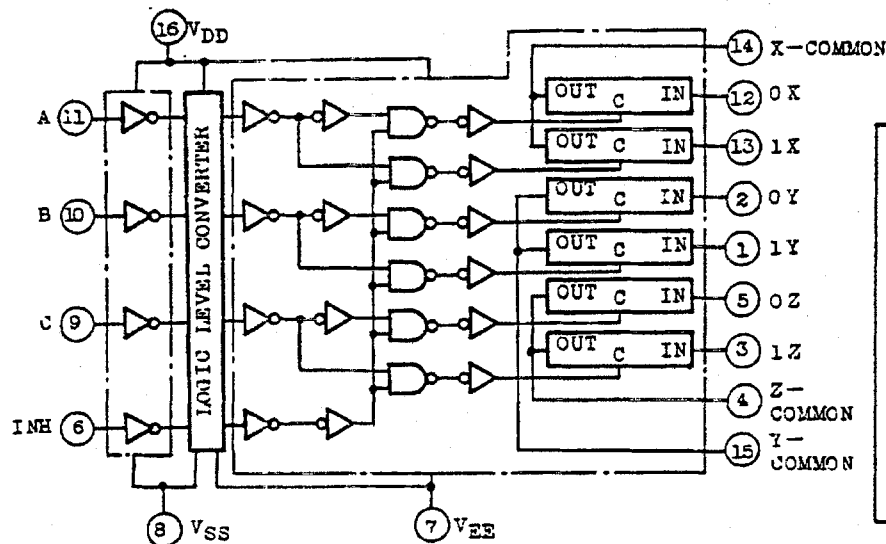 16 VDD
14 X-COMMON
OUT C IN 12 0X
A 11
OUT C IN 13 1X
OUT C IN 2 0Y
B 10
LOGIC LEVEL CONVERTER
OUT C IN 1 1Y
OUT C IN 5 0Z
C 9
OUT C IN 3 1Z
4 Z-COMMON
INH 6
15 Y-COMMON
8 VSS
7 VEE